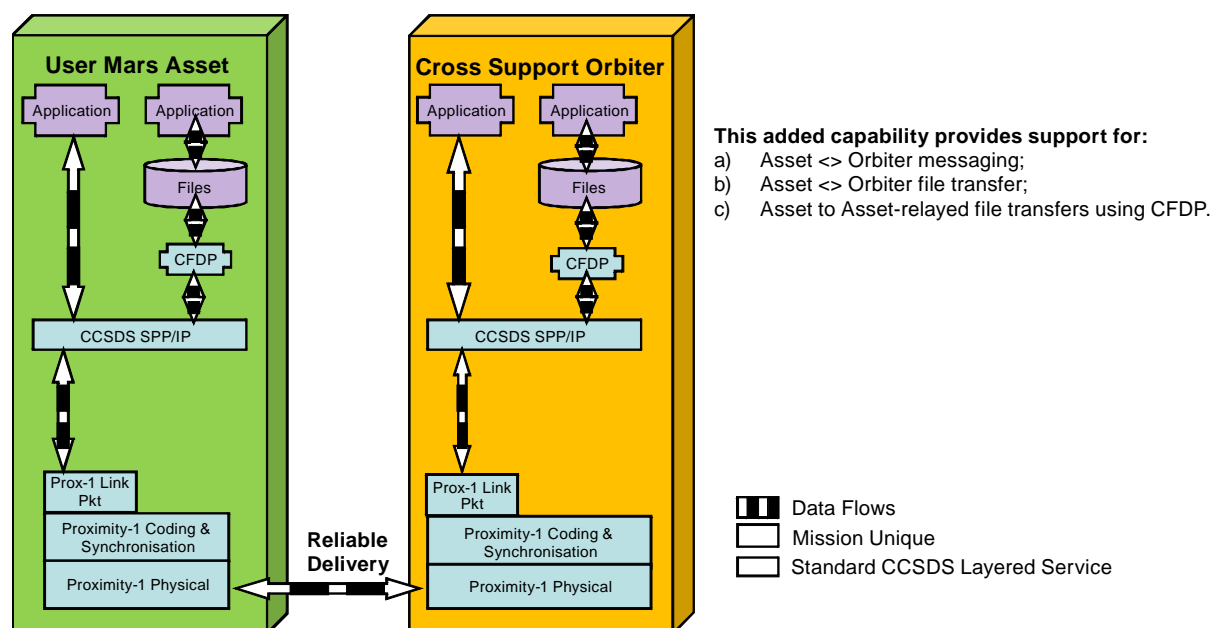 User Mars Asset
Application
Application
Files
CFDP
CCSDS SPP/IP
Prox-1 Link
Pkt
Proximity-1 Coding &
Synchronisation
Proximity-1 Physical
Reliable
Delivery
Cross Support Orbiter
Application
Application
Files
CFDP
CCSDS SPP/IP
Prox-1 Link
Pkt
Proximity-1 Coding &
Synchronisation
Proximity-1 Physical
This added capability provides support for:
a) Asset <> Orbiter messaging;
b) Asset <> Orbiter file transfer;
c) Asset to Asset-relayed file transfers using CFDP.
Data Flows
Mission Unique
Standard CCSDS Layered Service